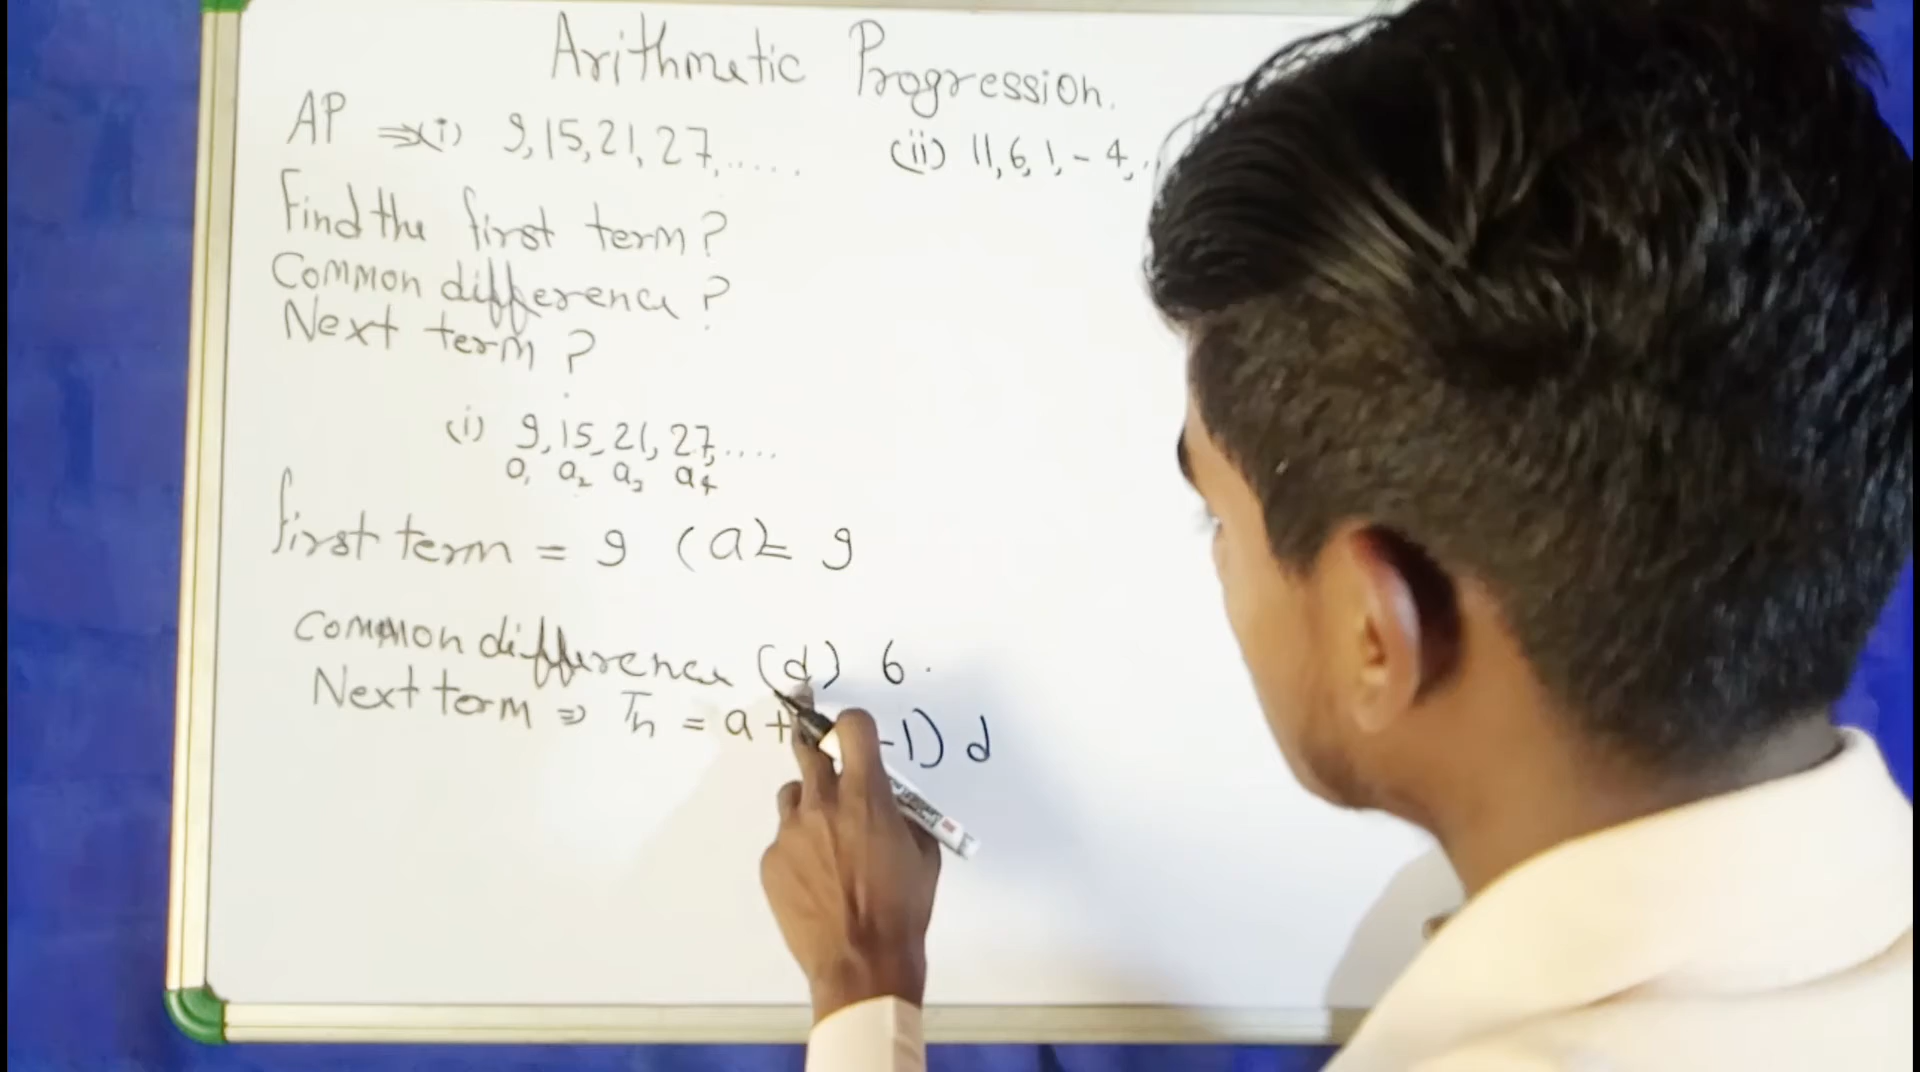 Arithmetic Progression.
AP ⇒(i) 9,15,21,27,...... (ii) 11,6,1,-4,..
Find the first term?
Common difference?
Next term?
(i) 9,15,21,27,....
a₁ a₂ a₃ a₄
first term = 9 (a)= 9
Common difference (d) 6.
Next term ⇒ Tn = a+ -1) d